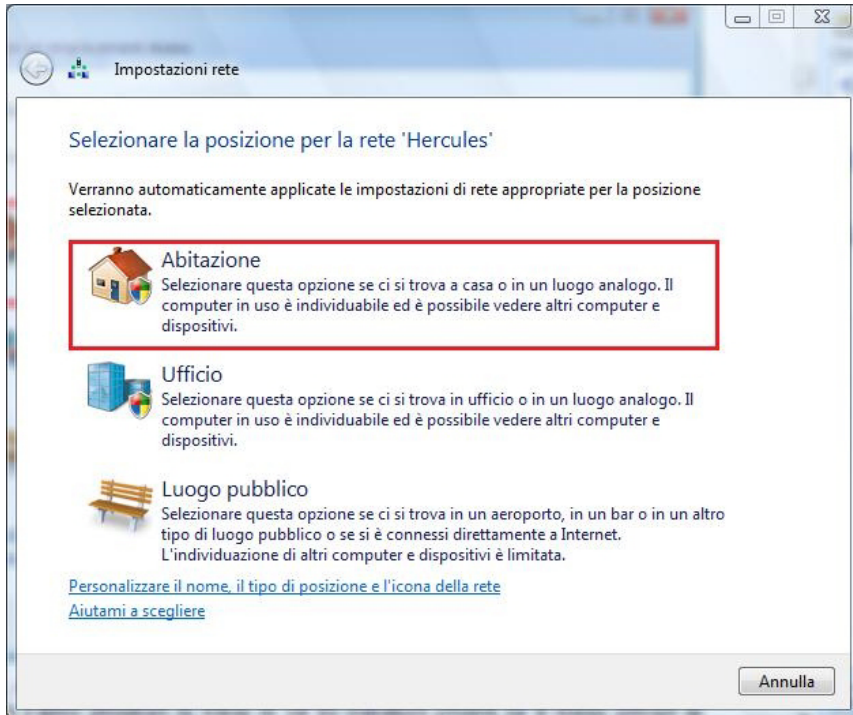 Impostazioni rete
Selezionare la posizione per la rete 'Hercules'
Verranno automaticamente applicate le impostazioni di rete appropriate per la posizione
selezionata.
Abitazione
Selezionare questa opzione se ci si trova a casa o in un luogo analogo. Il
computer in uso è individuabile ed è possibile vedere altri computer e
dispositivi.
Ufficio
Selezionare questa opzione se ci si trova in ufficio o in un luogo analogo. Il
computer in uso è individuabile ed è possibile vedere altri computer e
dispositivi.
Luogo pubblico
Selezionare questa opzione se ci si trova in un aeroporto, in un bar o in un altro
tipo di luogo pubblico o se si è connessi direttamente a Internet.
L'individuazione di altri computer e dispositivi è limitata.
Personalizzare il nome, il tipo di posizione e l'icona della rete
Aiutami a scegliere
Annulla